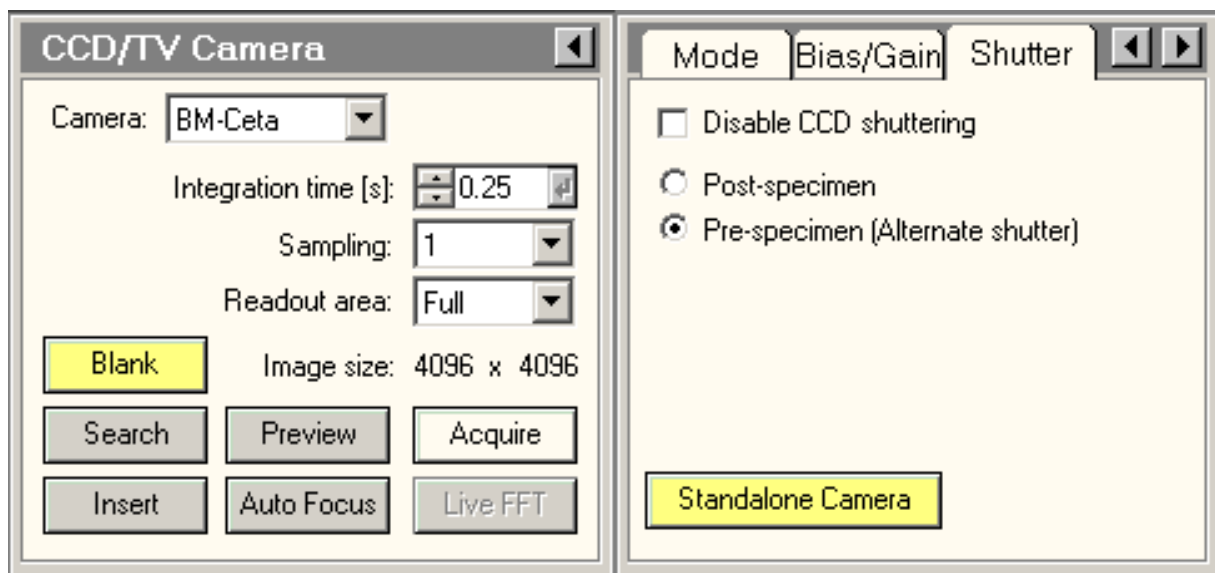 CCD/TV Camera
Camera: BM-Ceta
Integration time [s]: 0.25
Sampling: 1
Readout area: Full
Blank Image size: 4096 x 4096
Search Preview Acquire
Insert Auto Focus Live FFT
Mode Bias/Gain Shutter
Disable CCD shuttering
Post-specimen
Pre-specimen (Alternate shutter)
Standalone Camera